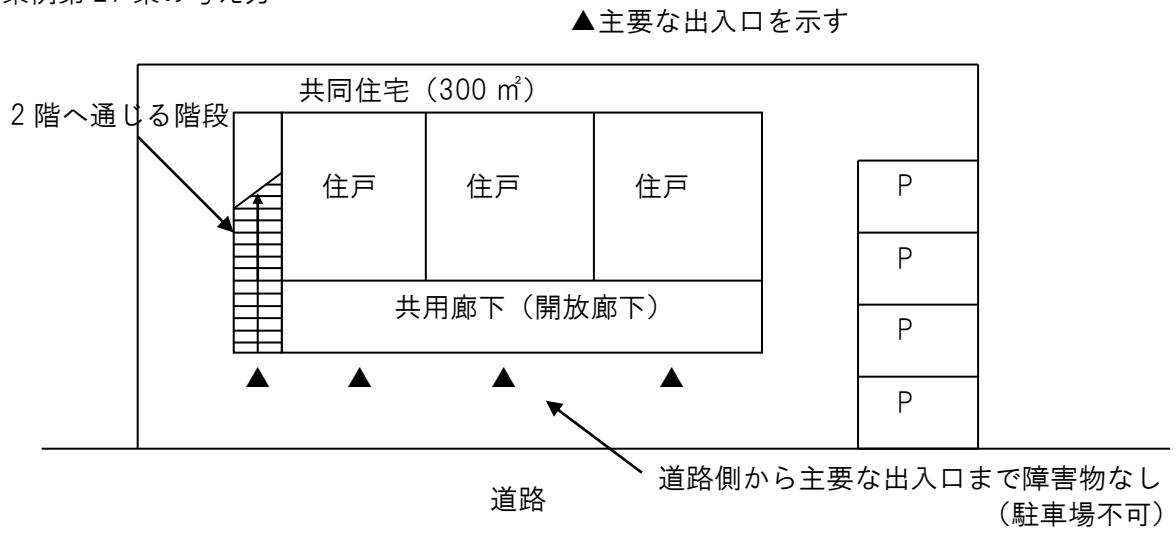 ▲主要な出入口を示す
共同住宅（300 ㎡）
2 階へ通じる階段
住戸
住戸
住戸
P
P
P
P
共用廊下（開放廊下）
▲ ▲ ▲ ▲
道路側から主要な出入口まで障害物なし
（駐車場不可）
道路